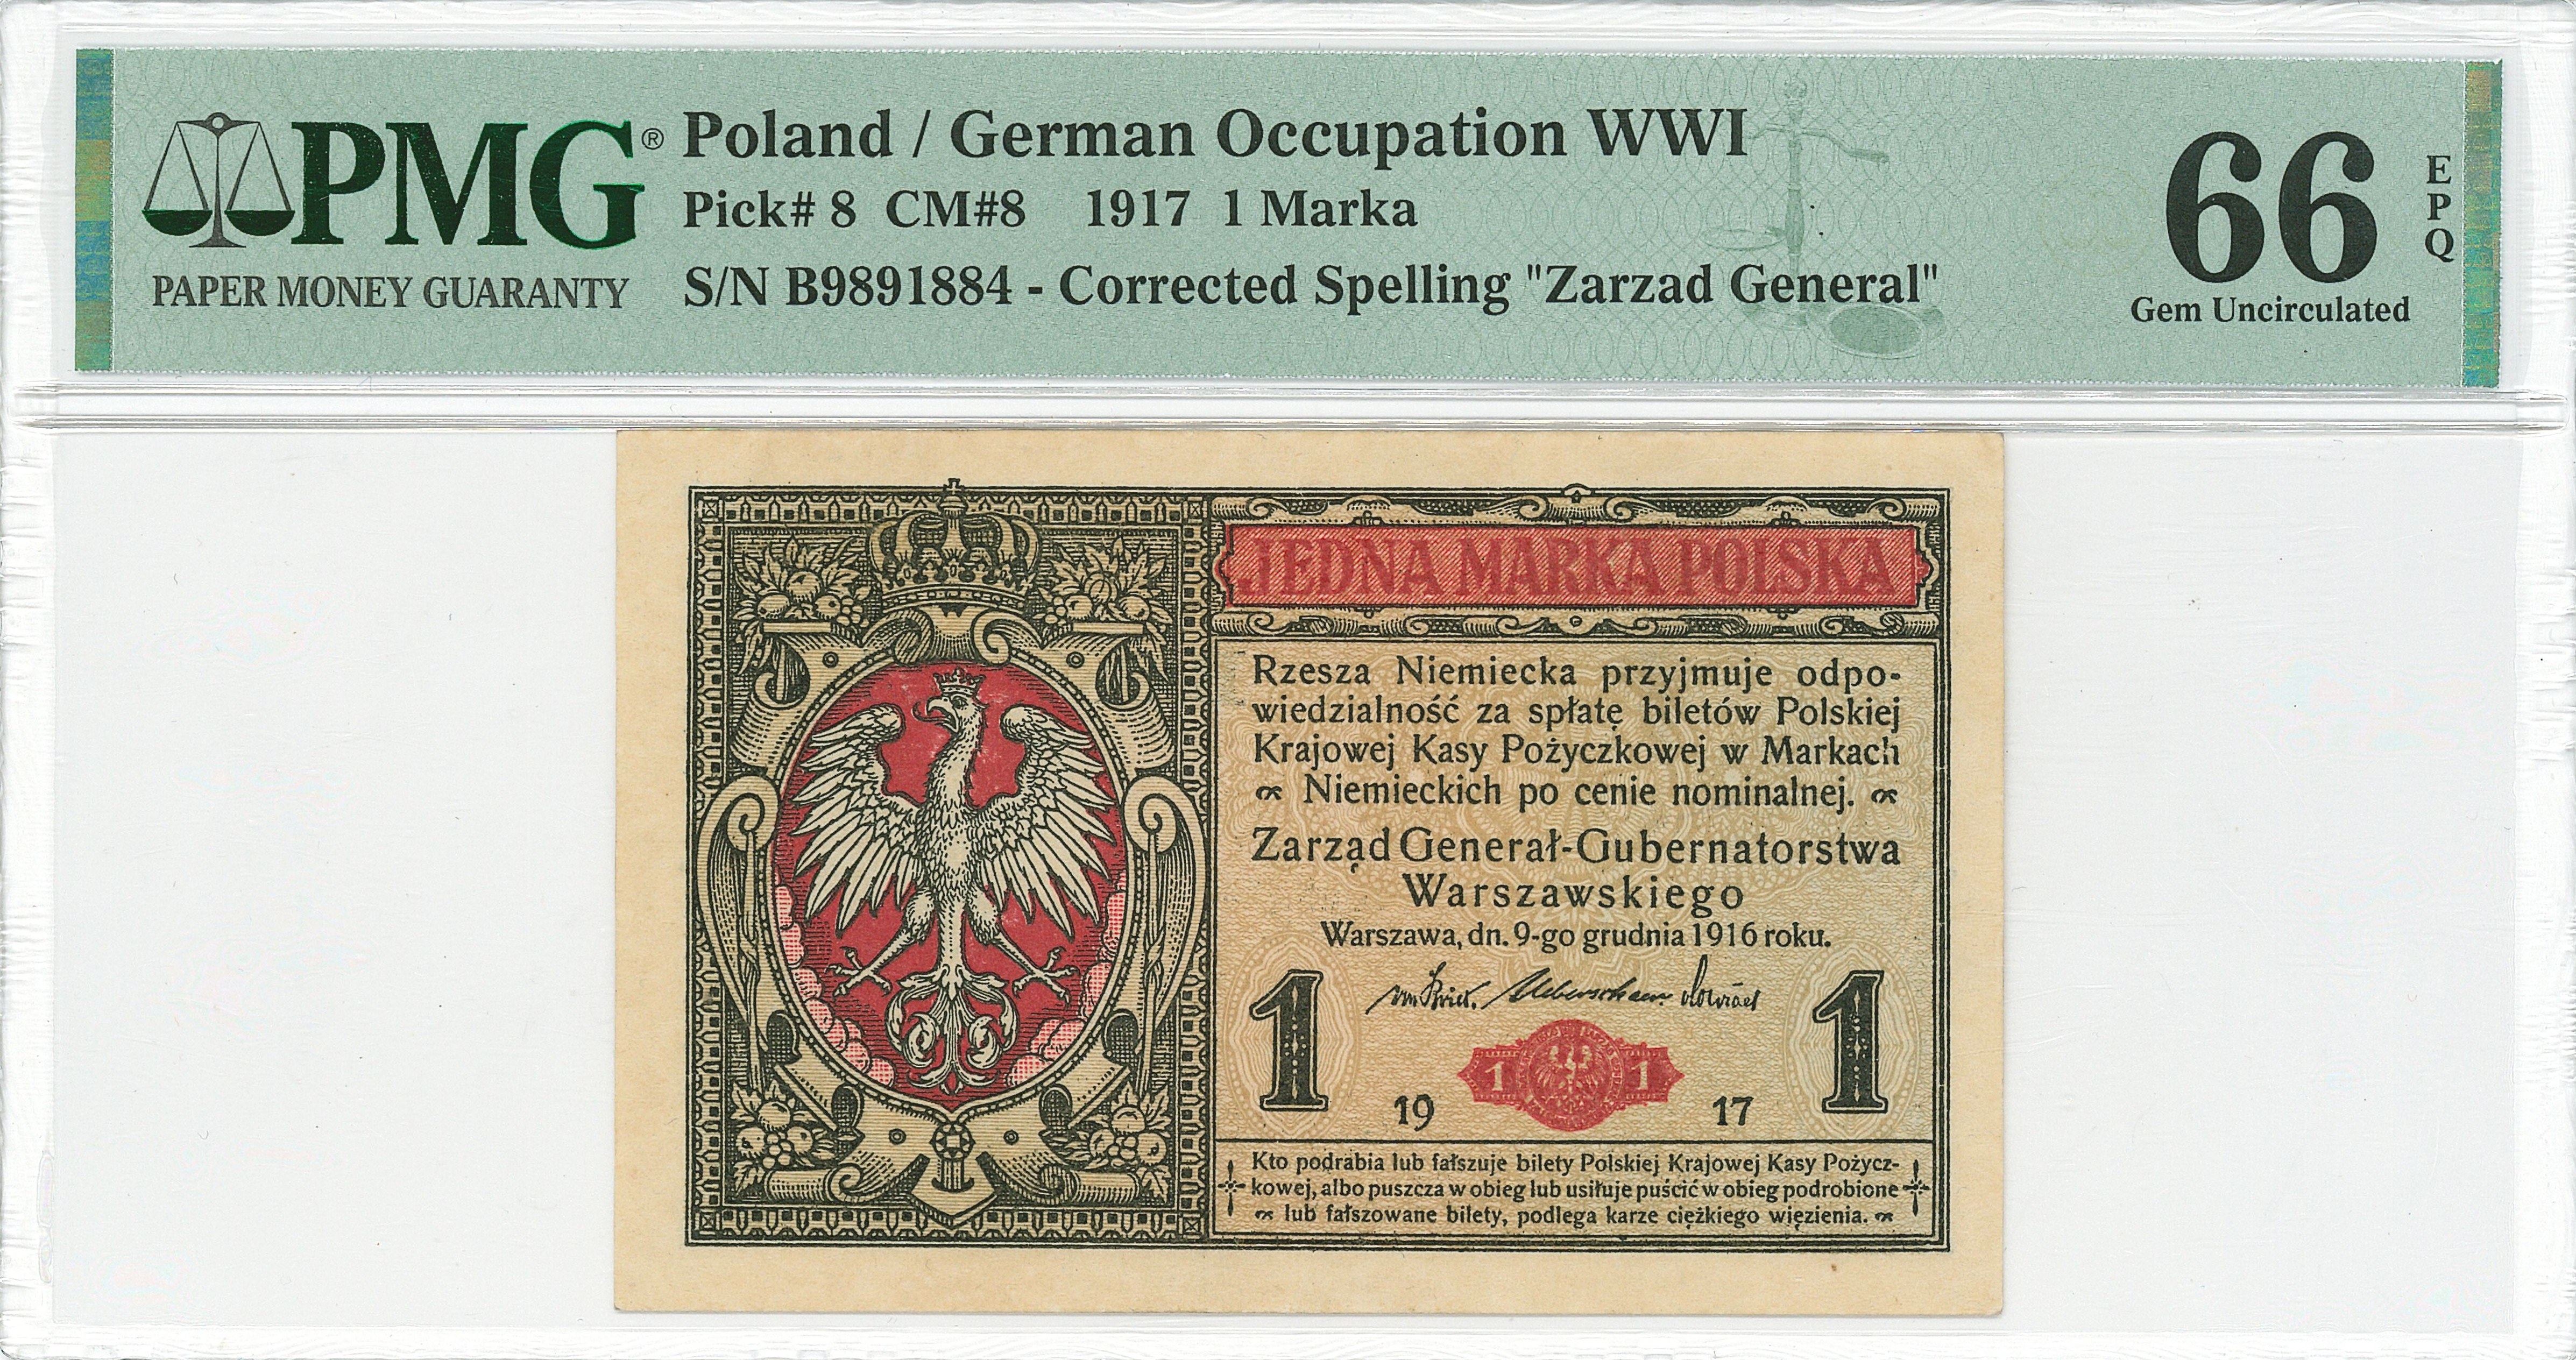 PMG®
PAPER MONEY GUARANTY
Poland / German Occupation WWI
Pick# 8 CM#8 1917 1 Marka
S/N B9891884 - Corrected Spelling "Zarzad General"
66
EPQ
Gem Uncirculated
JEDNA MARKA POLSKA
Rzesza Niemiecka przyjmuje odpo-
wiedzialność za spłatę biletów Polskiej
Krajowej Kasy Pożyczkowej w Markach
Niemieckich po cenie nominalnej.
Zarząd Generał-Gubernatorstwa
Warszawskiego
Warszawa, dn. 9-go grudnia 1916 roku.
1 1
1 1
19 17
Kto podrabia lub fałszuje bilety Polskiej Krajowej Kasy Pożycz-
kowej, albo puszcza w obieg lub usiłuje puścić w obieg podrobione
lub fałszowane bilety, podlega karze ciężkiego więzienia.